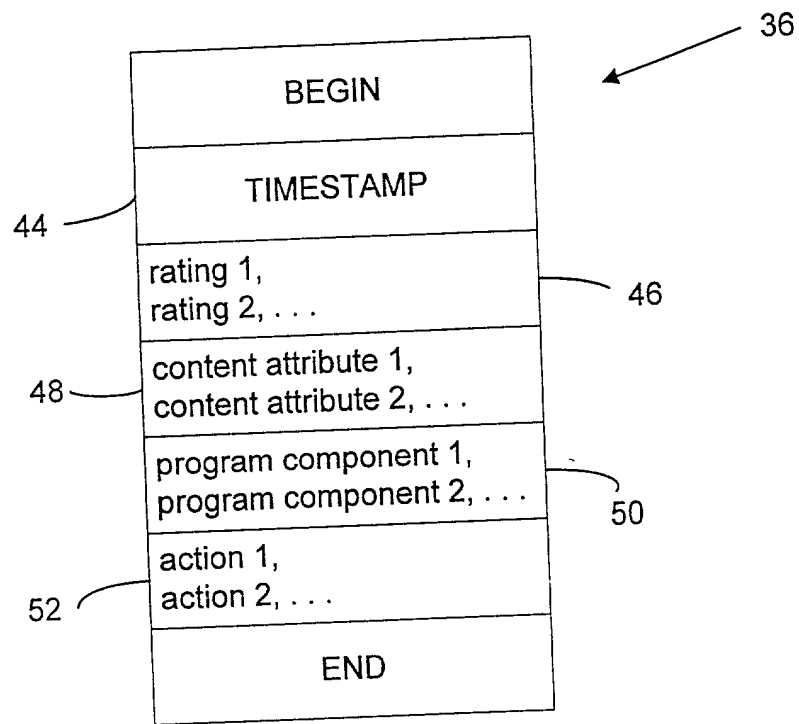 36
BEGIN
TIMESTAMP
44
rating 1,
rating 2, . . .
46
content attribute 1,
content attribute 2, . . .
48
program component 1,
program component 2, . . .
50
action 1,
action 2, . . .
52
END